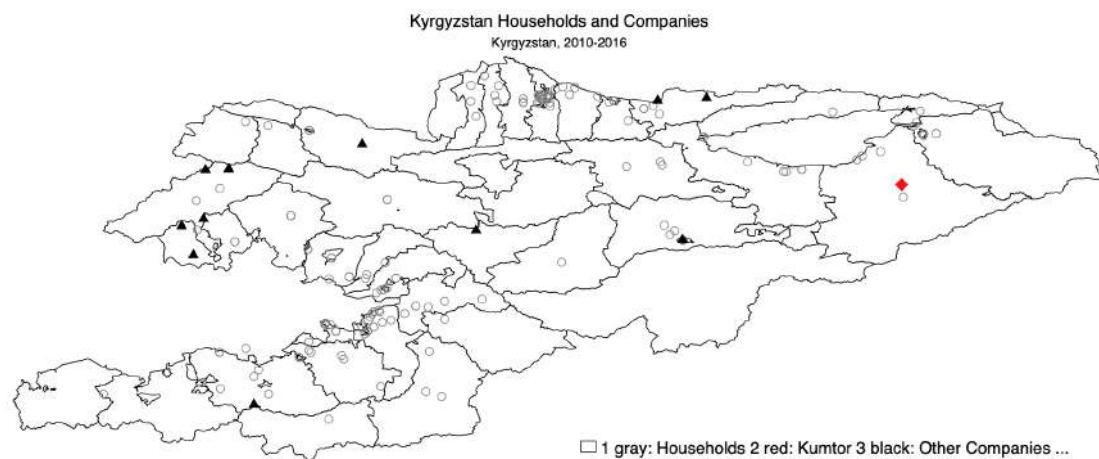 Kyrgyzstan Households and Companies
Kyrgyzstan, 2010-2016
1 gray: Households 2 red: Kumtor 3 black: Other Companies ...